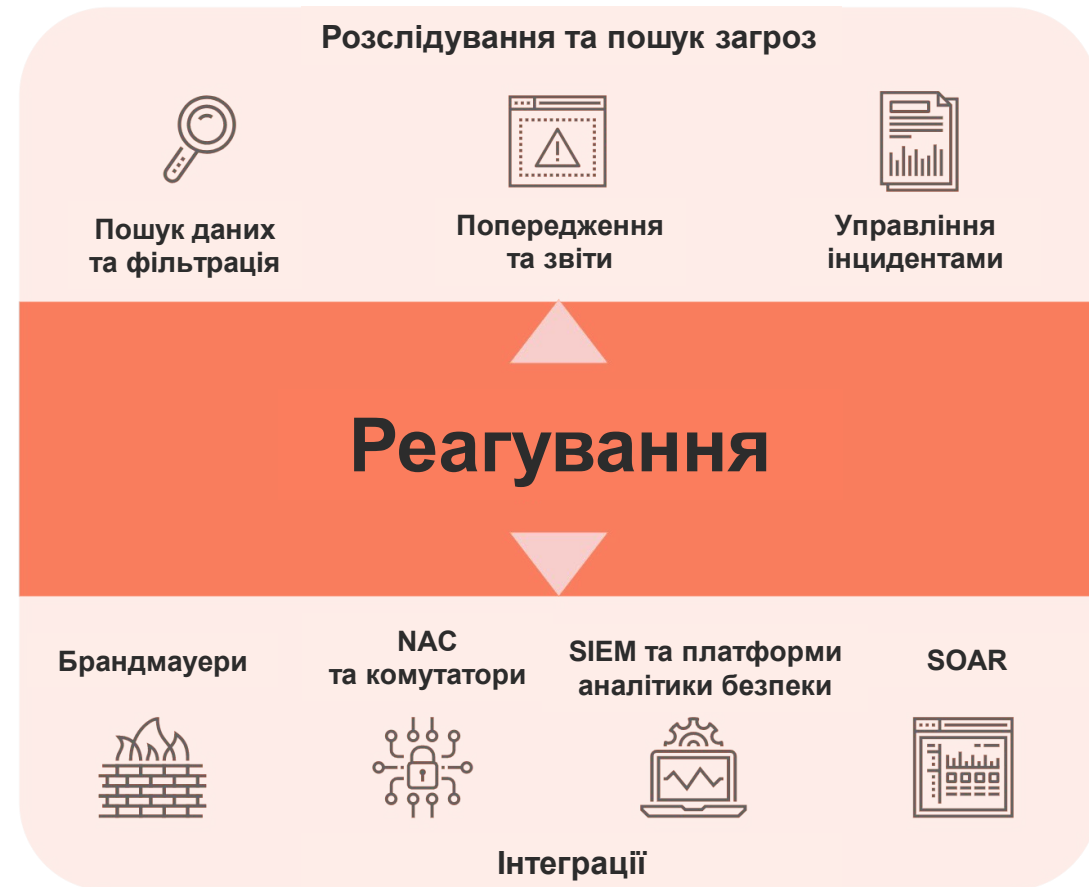 Розслідування та пошук загроз
Пошук даних
та фільтрація
Попередження
та звіти
Управління
інцидентами
Реагування
Брандмауери
NAC
та комутатори
SIEM та платформи
аналітики безпеки
SOAR
Інтеграції